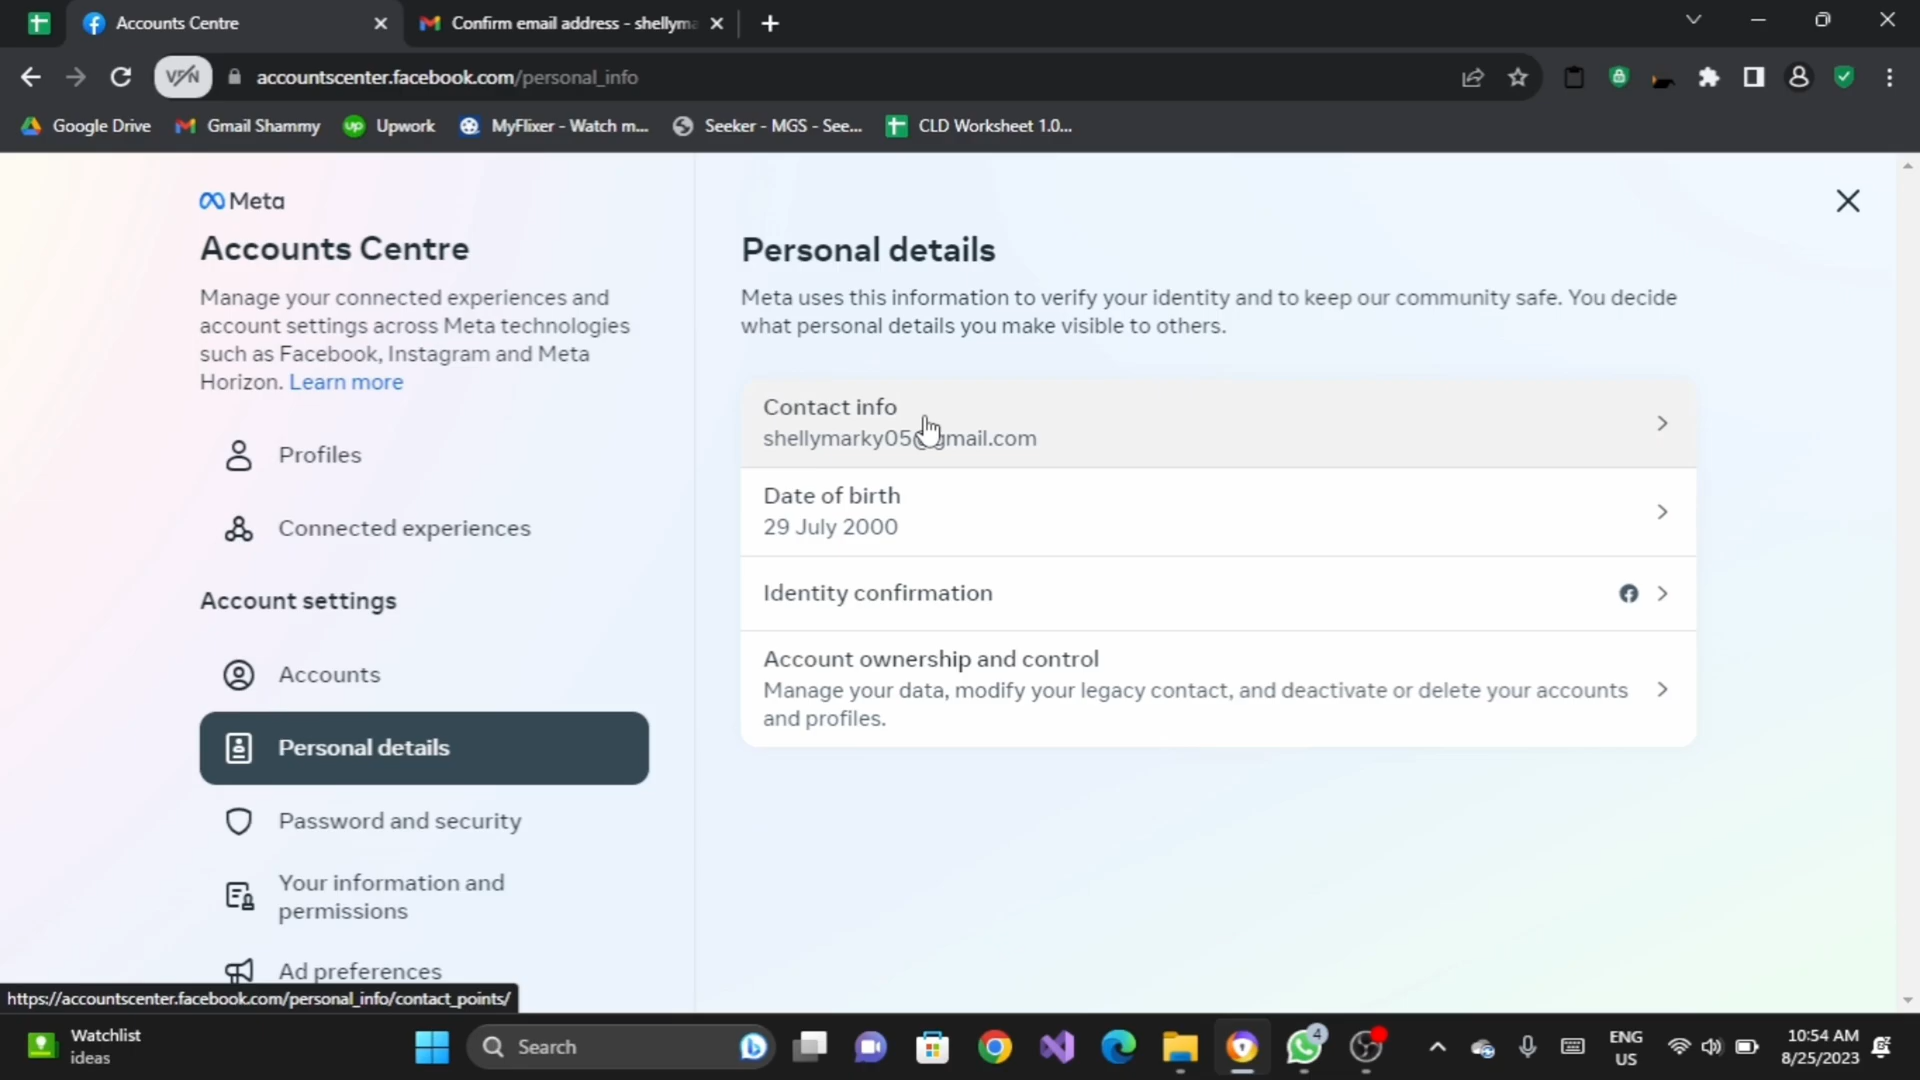 Accounts Centre
Confirm email address - shellyma
VPN
accountscenter.facebook.com/personal_info
Google Drive
Gmail Shammy
up
Upwork
MyFlixer - Watch m...
Seeker - MGS - See...
CLD Worksheet 1.0...
Meta
Accounts Centre
Manage your connected experiences and
account settings across Meta technologies
such as Facebook, Instagram and Meta
Horizon. Learn more
Profiles
Connected experiences
Account settings
Accounts
Personal details
Password and security
Your information and
permissions
Ad preferences
Personal details
Meta uses this information to verify your identity and to keep our community safe. You decide
what personal details you make visible to others.
Contact info
shellymarky05@gmail.com
Date of birth
29 July 2000
Identity confirmation
Account ownership and control
Manage your data, modify your legacy contact, and deactivate or delete your accounts
and profiles.
https://accountscenter.facebook.com/personal_info/contact_points/
Watchlist
ideas
Search
4
ENG
US
10:54 AM
8/25/2023